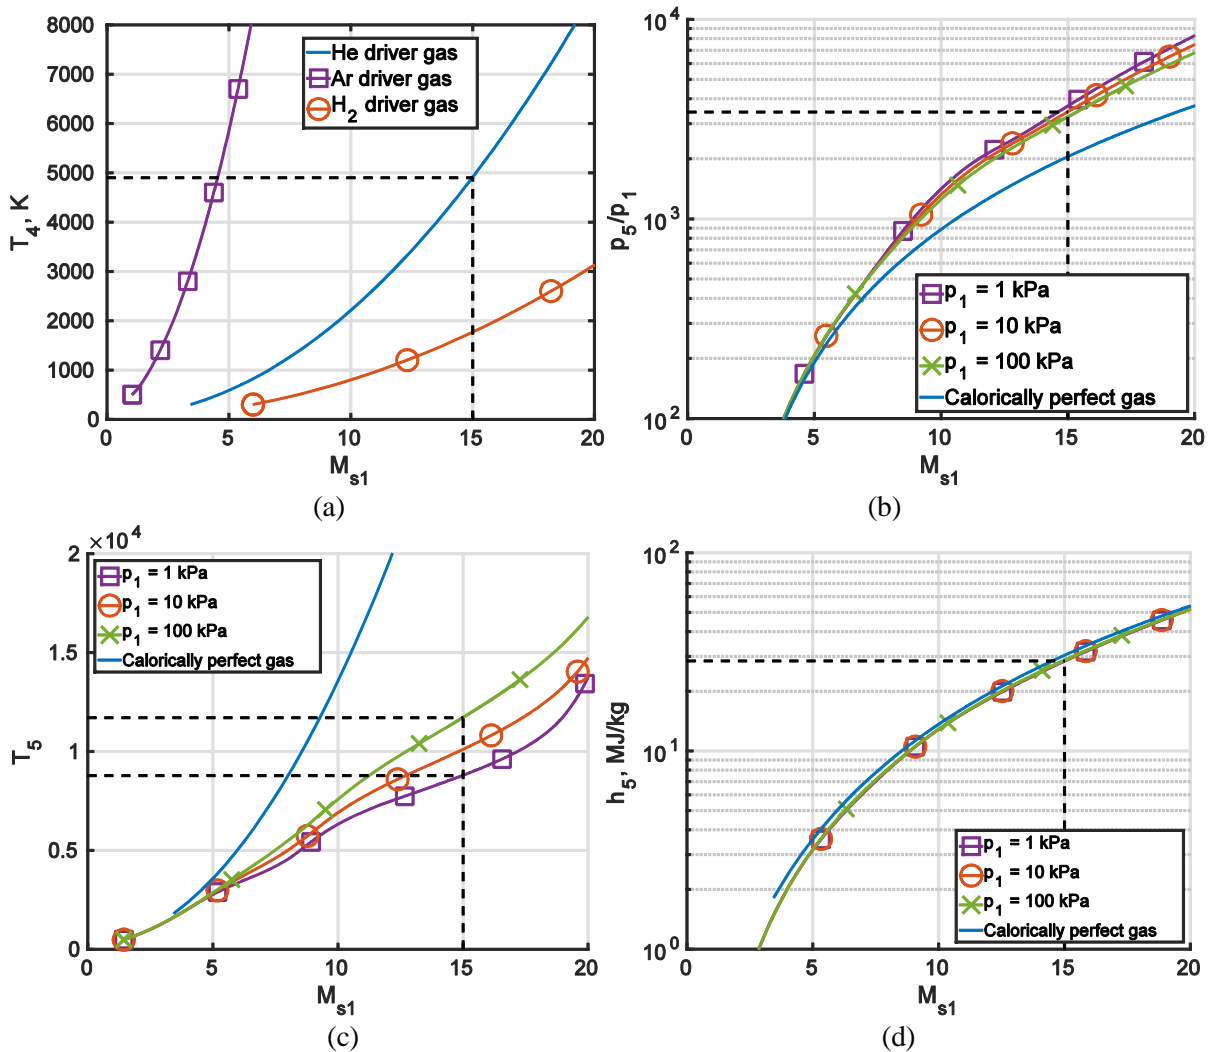 8000
7000
6000
5000
4000
3000
2000
1000
0
T4, K
He driver gas
Ar driver gas
H2 driver gas
0 5 10 15 20
Ms1
(a)
10^4
10^3
10^2
p5/p1
p1 = 1 kPa
p1 = 10 kPa
p1 = 100 kPa
Calorically perfect gas
0 5 10 15 20
Ms1
(b)
×10^4
2
1.5
1
0.5
0
T5
p1 = 1 kPa
p1 = 10 kPa
p1 = 100 kPa
Calorically perfect gas
0 5 10 15 20
Ms1
(c)
10^2
10^1
10^0
h5, MJ/kg
p1 = 1 kPa
p1 = 10 kPa
p1 = 100 kPa
Calorically perfect gas
0 5 10 15 20
Ms1
(d)